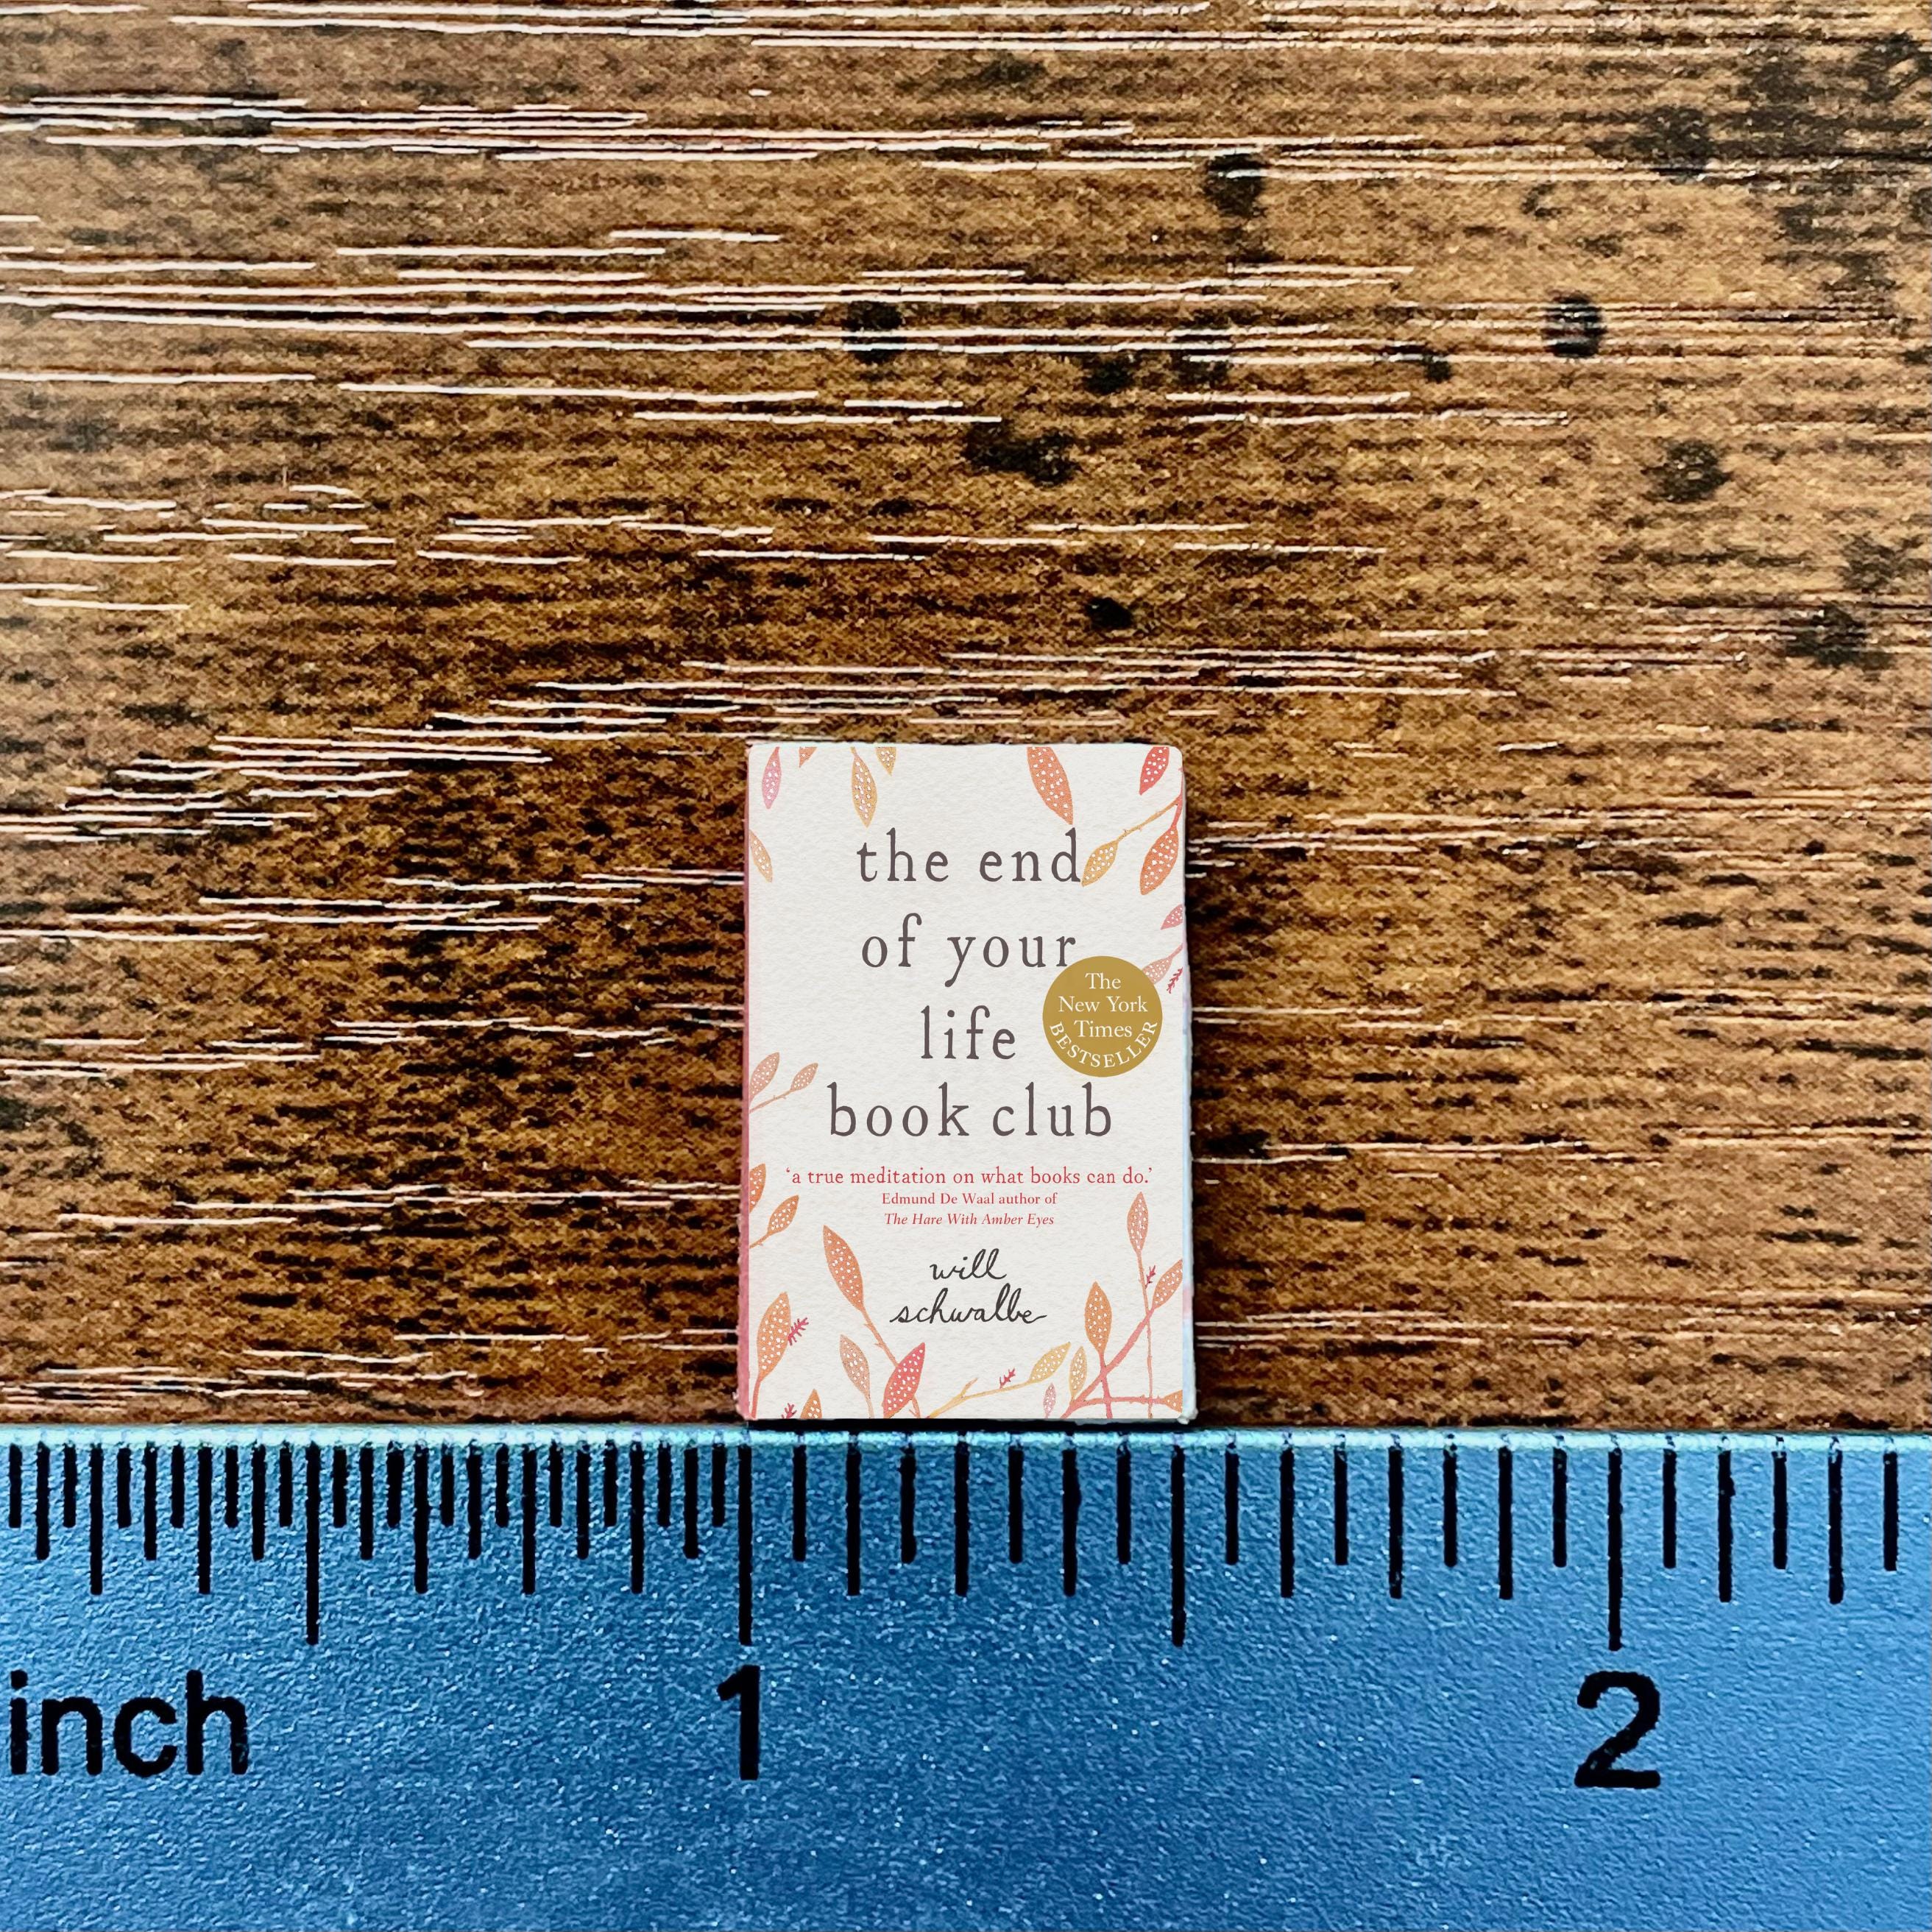 the end
of your
life
book club
The
New York
Times
BESTSELLER
'a true meditation on what books can do.'
Edmund De Waal author of
The Hare With Amber Eyes
will
schwalbe
inch
1
2